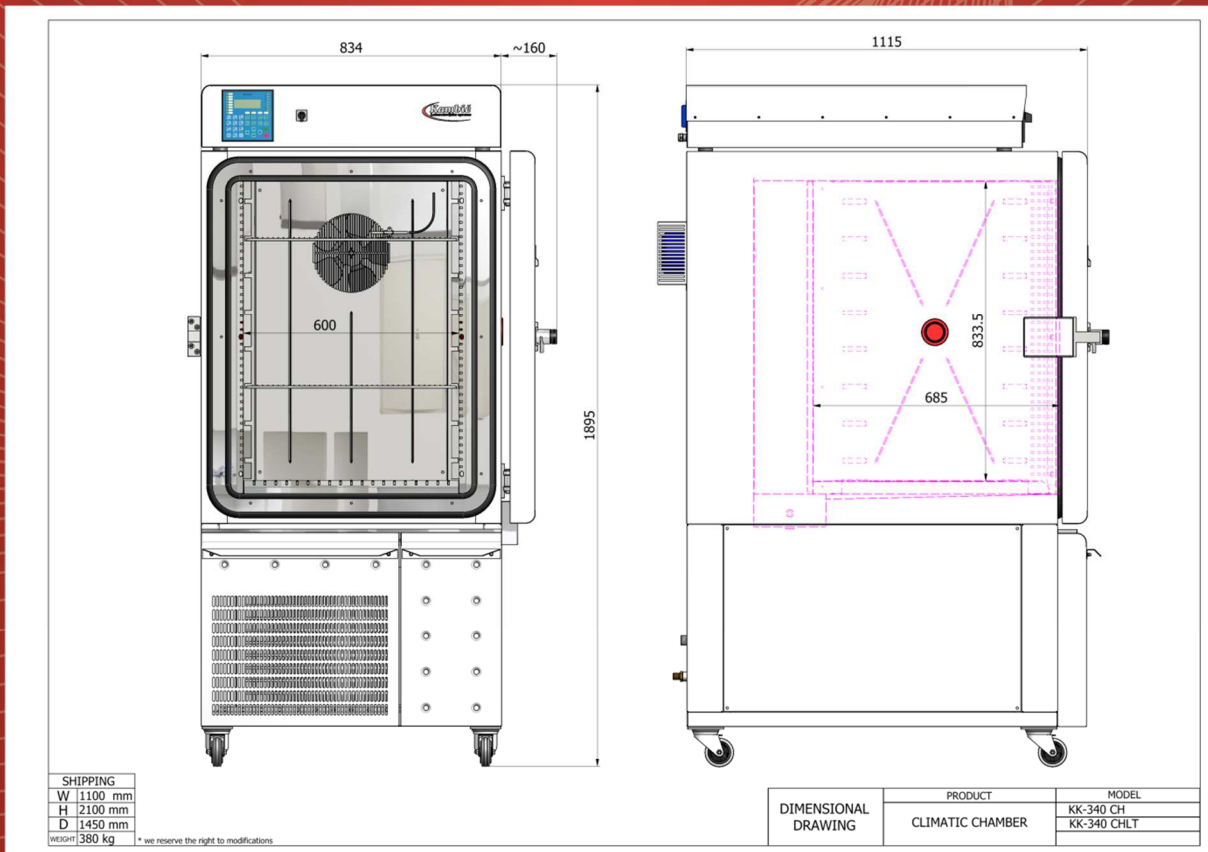 834
~160
1115
Kambič
600
1895
833.5
685
SHIPPING
W 1100 mm
H 2100 mm
D 1450 mm
WEIGHT 380 kg
* we reserve the right to modifications
DIMENSIONAL
DRAWING
PRODUCT
CLIMATIC CHAMBER
MODEL
KK-340 CH
KK-340 CHLT